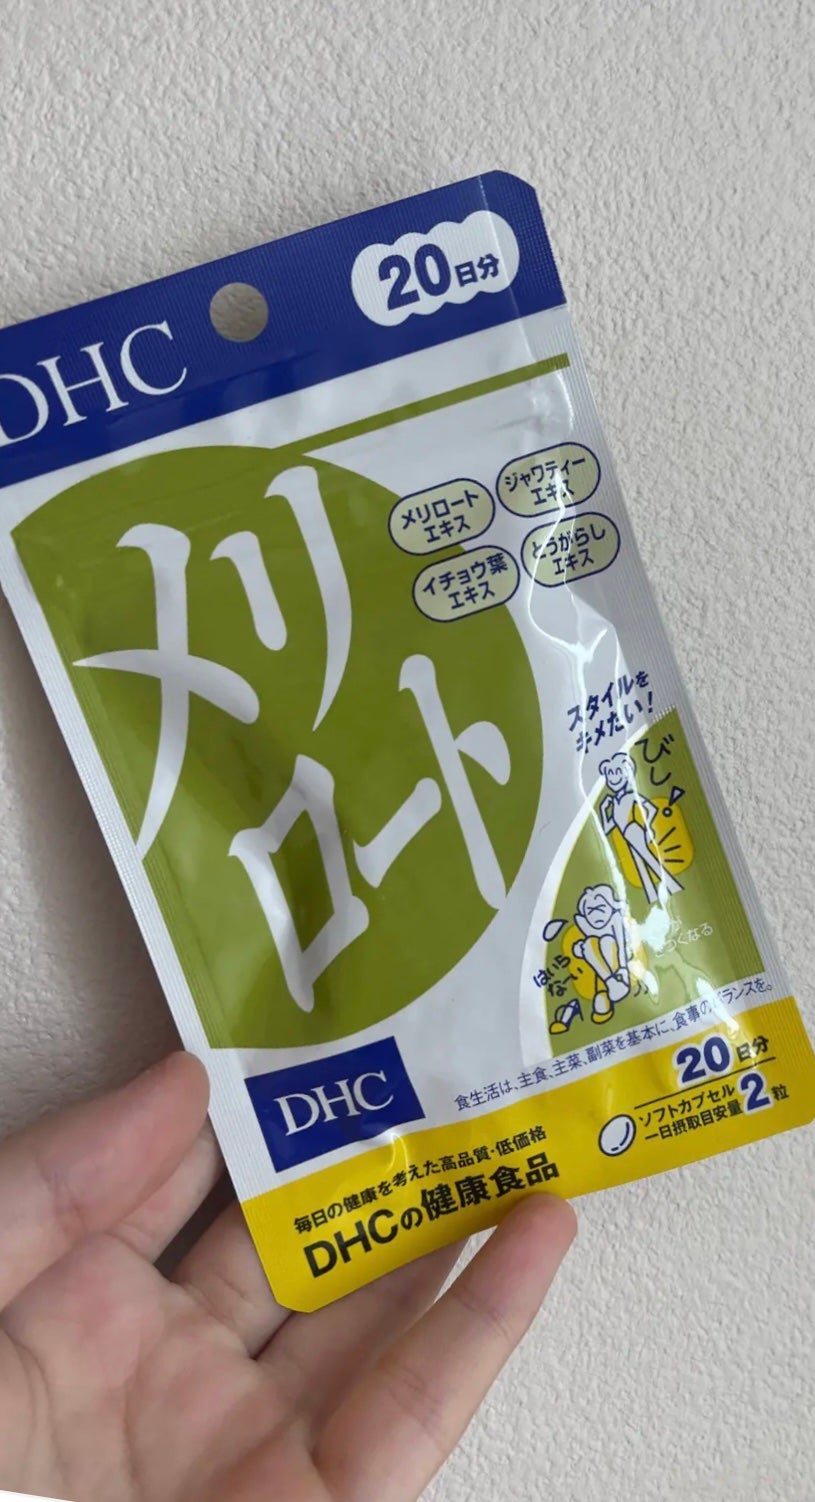 20日分
DHC
メリロート
メリロート
エキス
ジャワティー
エキス
イチョウ葉
エキス
とうがらし
エキス
スタイルを
キメたい!
びしっ
はいら
な〜い
くなる
食生活は、主食、主菜、副菜を基本に、食事のバランスを。
DHC
20日分
ソフトカプセル
一日摂取目安量2粒
毎日の健康を考えた高品質・低価格
DHCの健康食品